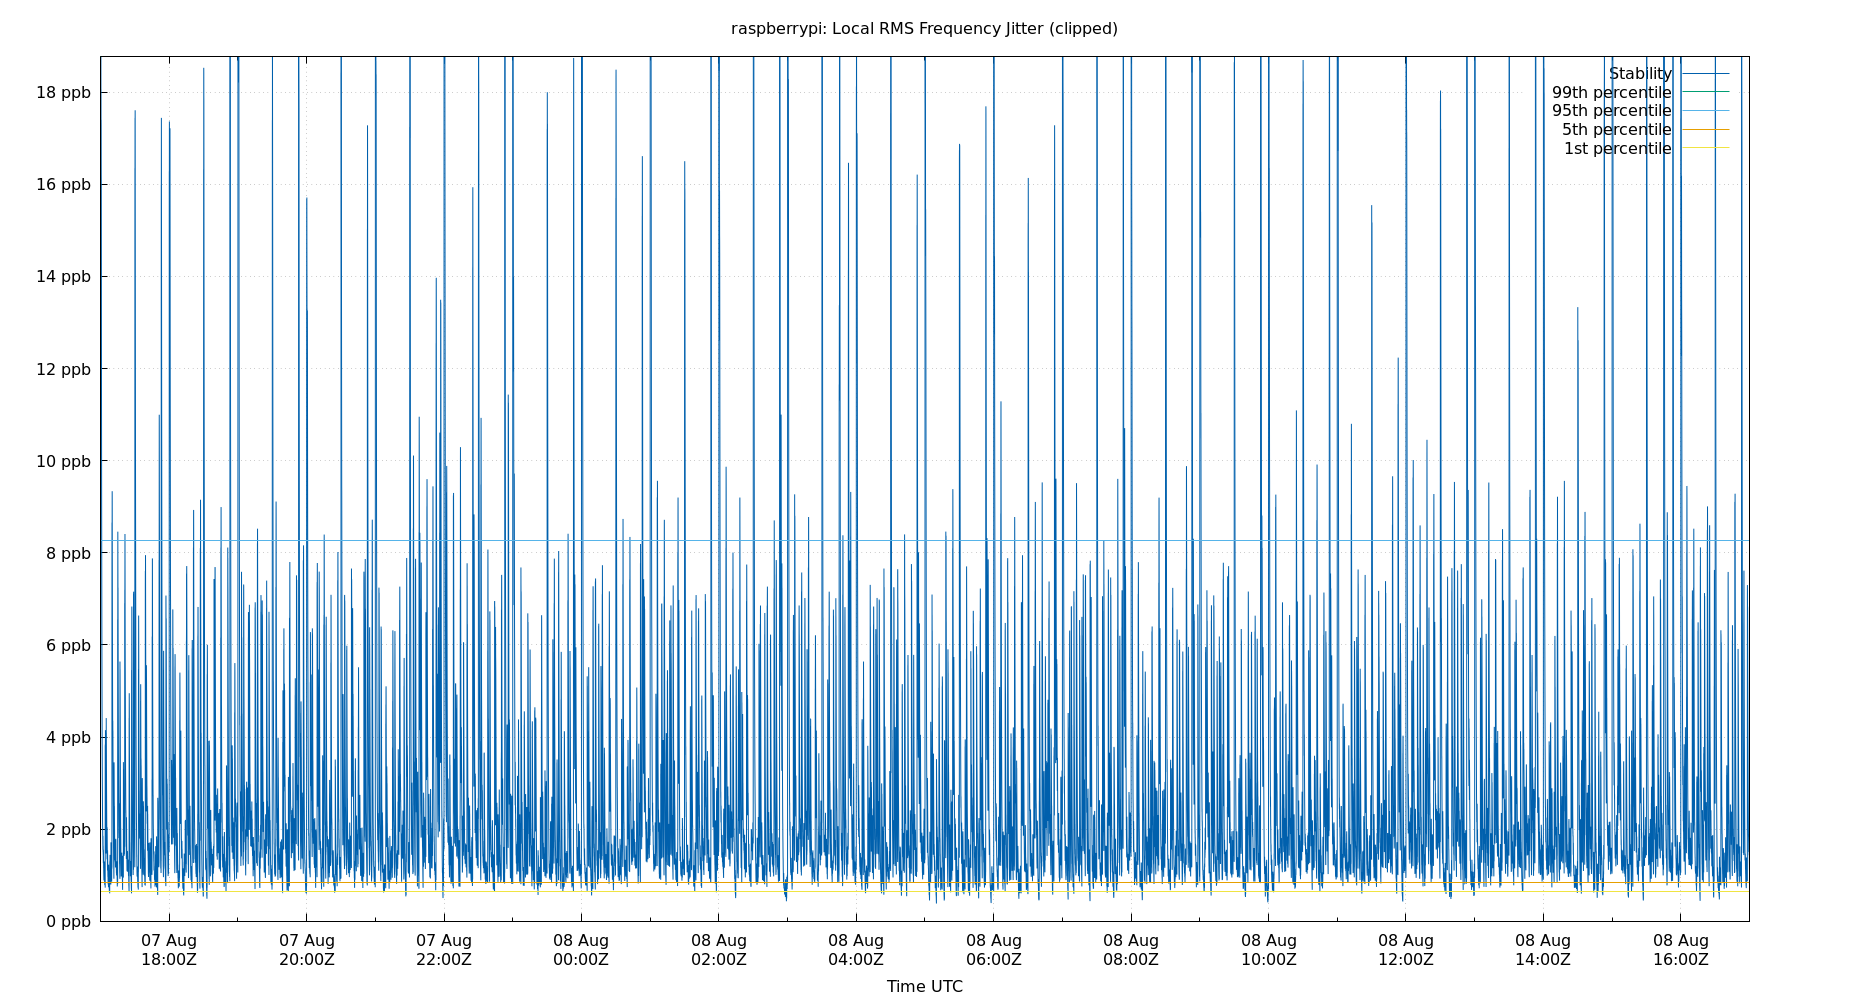 raspberrypi: Local RMS Frequency Jitter (clipped)
Stability
99th percentile
95th percentile
5th percentile
1st percentile
18 ppb
16 ppb
14 ppb
12 ppb
10 ppb
8 ppb
6 ppb
4 ppb
2 ppb
0 ppb
07 Aug 07 Aug 07 Aug 08 Aug 08 Aug 08 Aug 08 Aug 08 Aug 08 Aug 08 Aug 08 Aug 08 Aug
18:00Z 20:00Z 22:00Z 00:00Z 02:00Z 04:00Z 06:00Z 08:00Z 10:00Z 12:00Z 14:00Z 16:00Z
Time UTC